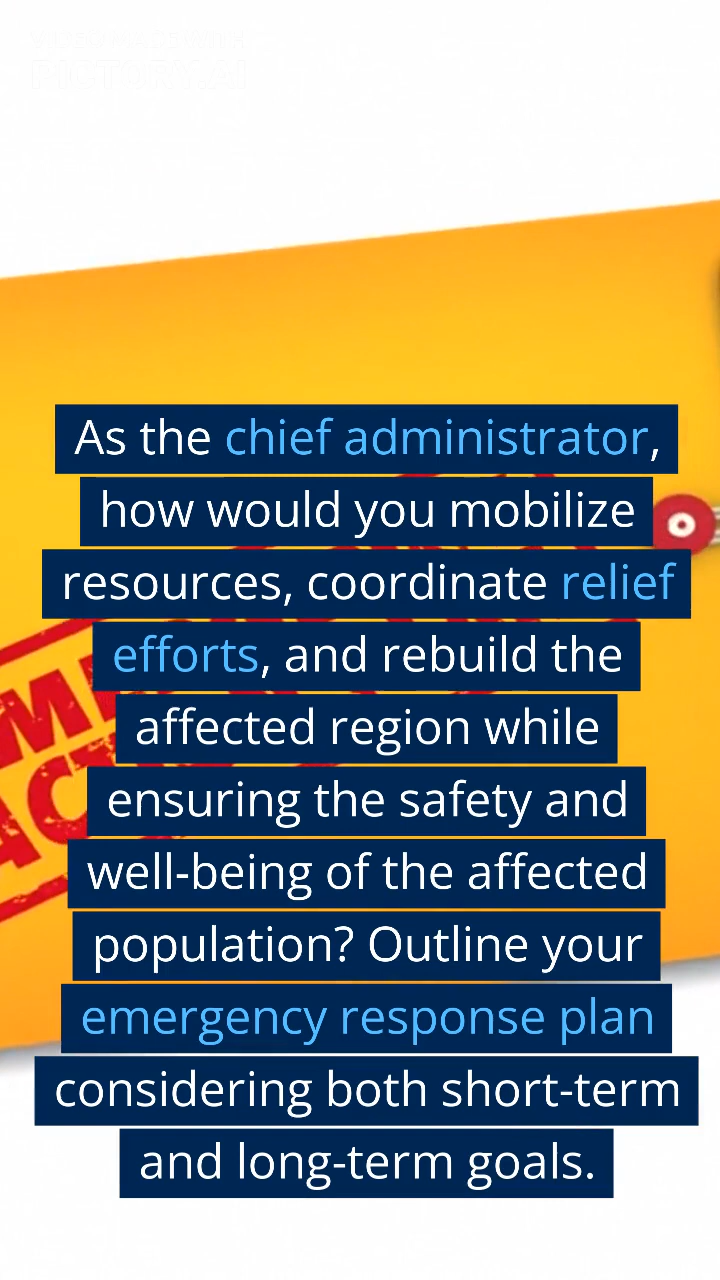 As the chief administrator,
how would you mobilize
resources, coordinate relief
efforts, and rebuild the
affected region while
ensuring the safety and
well-being of the affected
population? Outline your
emergency response plan
considering both short-term
and long-term goals.